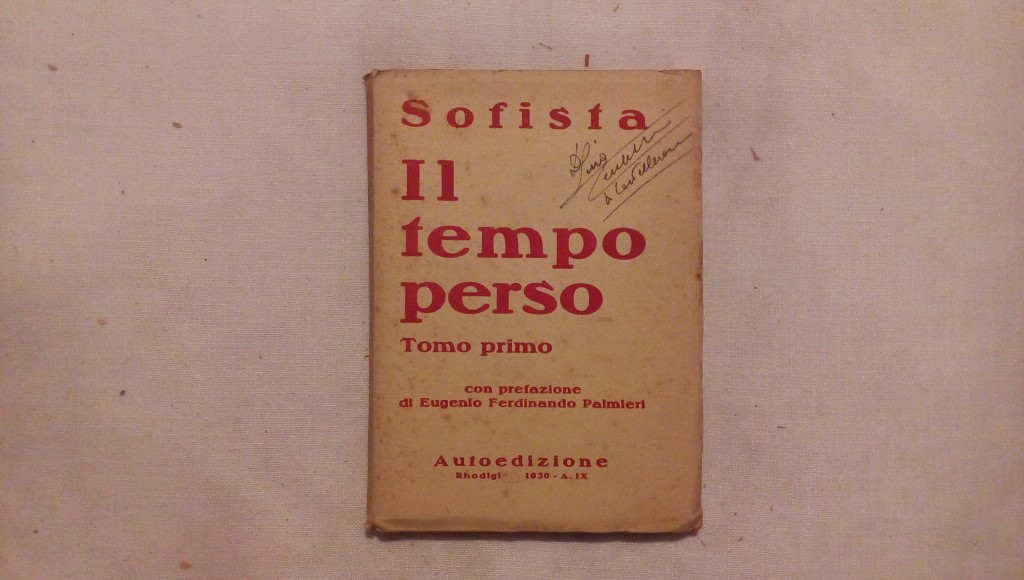 Sofista
Il
tempo
perso
Tomo primo
con prefazione
di Eugenio Ferdinando Palmieri
Autoedizione
Rhodigi 1930 - A. IX